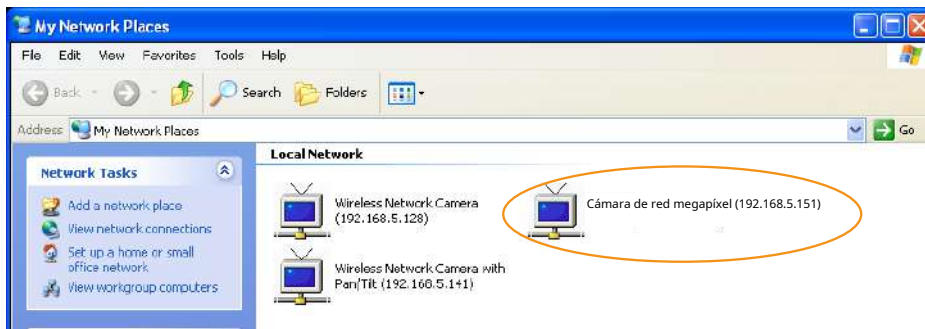 My Network Places
File Edit View Favorites Tools Help
Back Search Folders
Address My Network Places Go
Network Tasks
Add a network place
View network connections
Set up a home or small
office network
View workgroup computers
Local Network
Wireless Network Camera
(192.168.5.128)
Cámara de red megapíxel (192.168.5.151)
Wireless Network Camera with
Pan/Tilt (192.168.5.141)